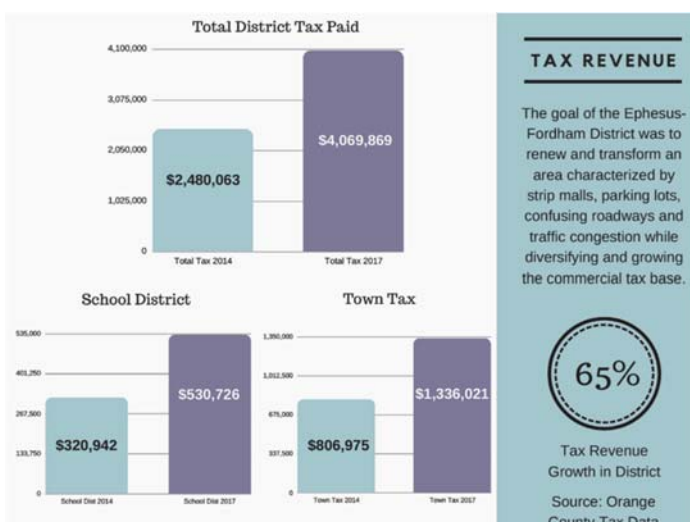 Total District Tax Paid
4,100,000
3,075,000
2,050,000
1,025,000
0
$2,480,063
$4,069,869
Total Tax 2014
Total Tax 2017
School District
535,000
401,250
267,500
133,750
0
$320,942
$530,726
School Dist 2014
School Dist 2017
Town Tax
1,350,000
1,012,500
675,000
337,500
0
$806,975
$1,336,021
Town Tax 2014
Town Tax 2017
TAX REVENUE
The goal of the Ephesus-
Fordham District was to
renew and transform an
area characterized by
strip malls, parking lots,
confusing roadways and
traffic congestion while
diversifying and growing
the commercial tax base.
65%
Tax Revenue
Growth in District
Source: Orange
County Tax Data